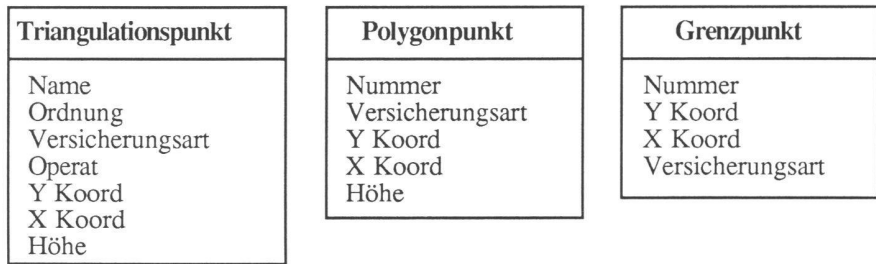 Triangulationspunkt
Name
Ordnung
Versicherungsart
Operat
Y Koord
X Koord
Höhe
Polygonpunkt
Nummer
Versicherungsart
Y Koord
X Koord
Höhe
Grenzpunkt
Nummer
Y Koord
X Koord
Versicherungsart